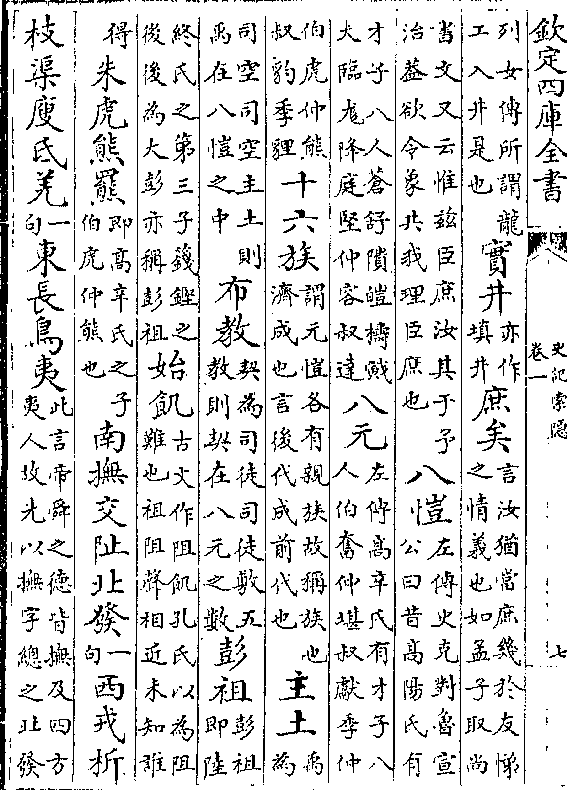 欽定四庫全書
史記索隱
卷一
七
列女傳所謂龍
工入井是也
實井
亦作
填井
庶矣
言汝猶當庶幾於友悌
之情義也如孟子取尚
書文又云惟茲臣庶汝其于予
治蓋欲令象共我理臣庶也
八愷
左傳史克對魯宣
公曰昔高陽氏有
才子八人蒼舒隤皚檮戭
大臨尨降庭堅仲容叔達
八元
左傳高辛氏有才子八
人伯奮仲堪叔獻季仲
伯虎仲熊
叔豹季貍
十六族
謂元愷各有親族故稱族也
濟成也言後代成前代也
主土
禹
為
司空司空主土則
禹在八愷之中
布教
契為司徒司徒敷五
教則契在八元之數
彭祖
彭祖
即陸
終氏之第三子籛鏗之
後後為大彭亦稱彭祖
始飢
古文作阻飢孔氏以為阻
難也祖阻聲相近未知誰
得
朱虎熊羆
即高辛氏之子
伯虎仲熊也
南撫交阯北發
一
句
西戎析
枝渠廋氐羌
一
句
東長鳥夷
此言帝舜之德皆撫及四方
夷人故先以撫字總之北發